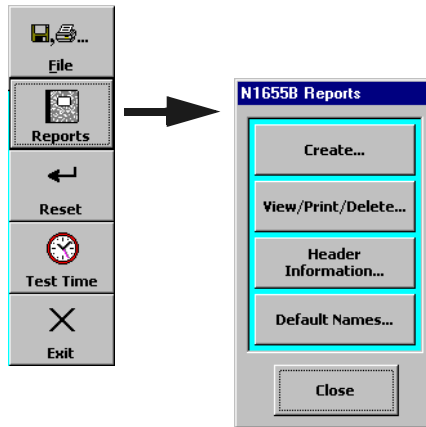 File
Reports
Reset
Test Time
Exit
N1655B Reports
Create...
View/Print/Delete...
Header
Information...
Default Names...
Close